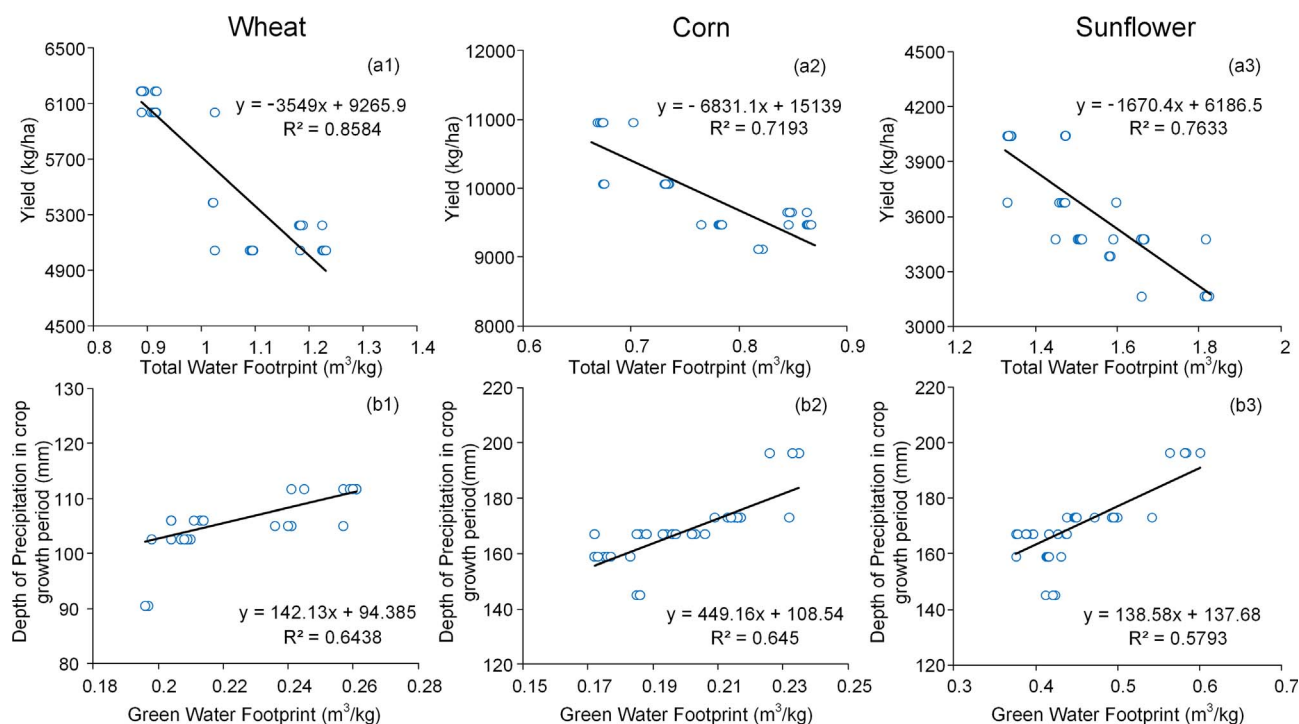 Wheat
Corn
Sunflower
6500
6100
5700
5300
4900
4500
Yield (kg/ha)
(a1)
y = -3549x + 9265.9
R² = 0.8584
0.8 0.9 1 1.1 1.2 1.3 1.4
Total Water Footrpint (m³/kg)
12000
11000
10000
9000
8000
Yield (kg/ha)
(a2)
y = - 6831.1x + 15139
R² = 0.7193
0.6 0.7 0.8 0.9
Total Water Footrpint (m³/kg)
4800
4200
3600
3000
Yield (kg/ha)
(a3)
y = -1670.4x + 6186.5
R² = 0.7633
1.2 1.4 1.6 1.8 2
Total Water Footrpint (m³/kg)
130
120
110
100
90
80
Depth of Precipitation in crop
growth period (mm)
(b1)
y = 142.13x + 94.385
R² = 0.6438
0.18 0.2 0.22 0.24 0.26 0.28
Green Water Footprint (m³/kg)
220
200
180
160
140
120
Depth of Precipitation in crop
growth period(mm)
(b2)
y = 449.16x + 108.54
R² = 0.645
0.15 0.17 0.19 0.21 0.23 0.25
Green Water Footprint (m³/kg)
220
200
180
160
140
120
Depth of Precipitation in crop
growth period (mm)
(b3)
y = 138.58x + 137.68
R² = 0.5793
0.3 0.4 0.5 0.6 0.7
Green Water Footprint (m³/kg)